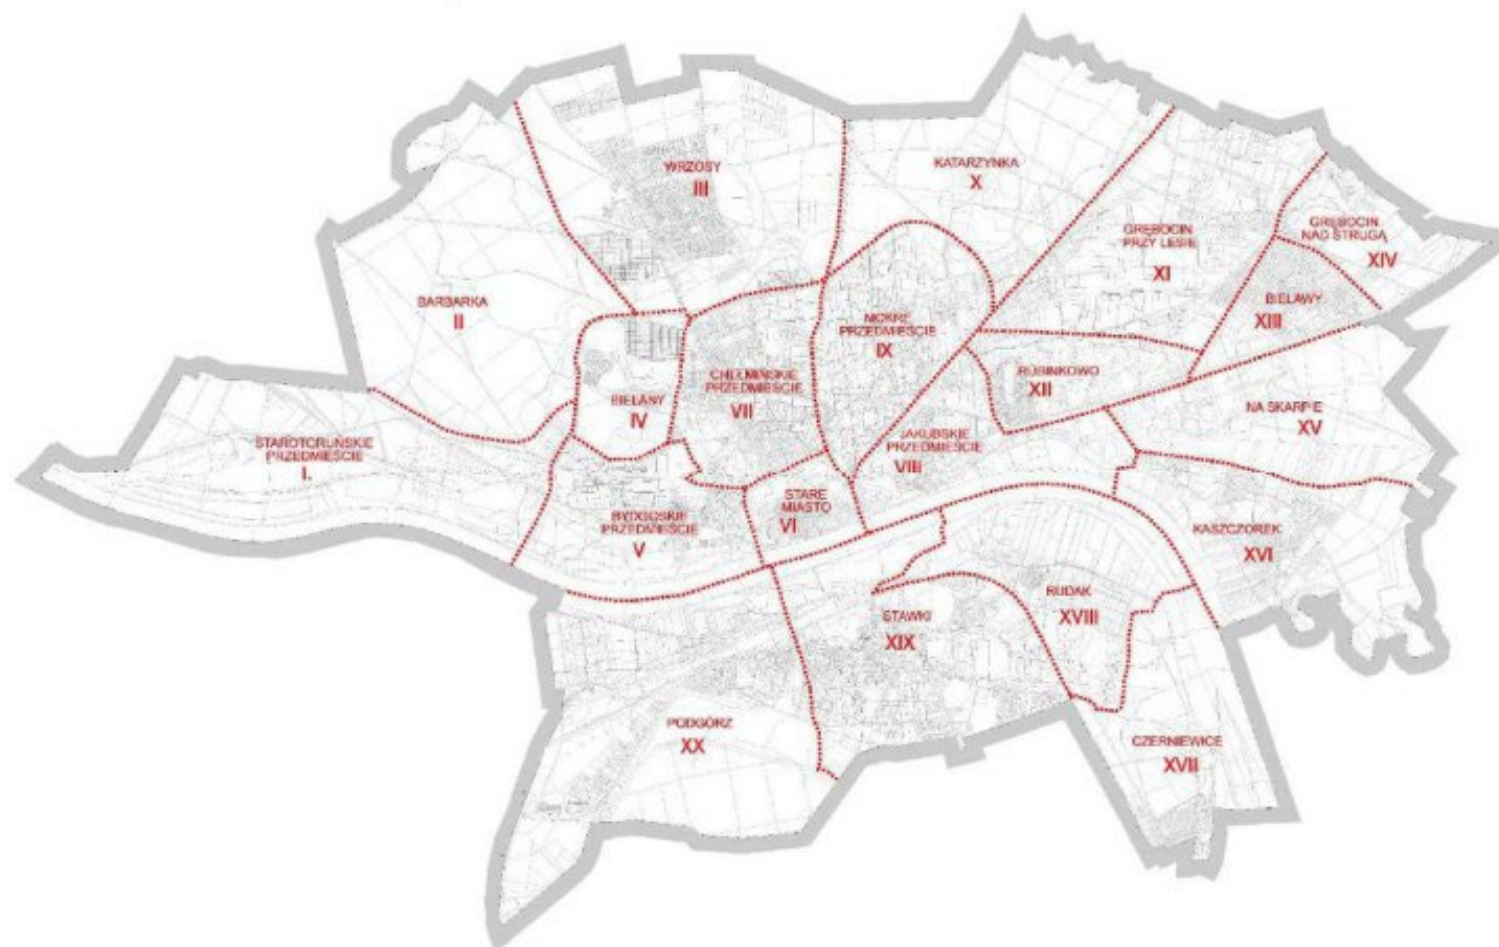 WRZOSY
III
KATARZYNKA
X
GRĘBOCIN
PRZY LESIE
XI
GRĘBOCIN
NAD STRUGĄ
XIV
BARBARKA
II
BIELAWY
XIII
MOKRE
PRZEDMIEŚCIE
IX
CHEŁMIŃSKIE
PRZEDMIEŚCIE
VII
RUBINKOWO
XII
BIELANY
IV
NA SKARPIE
XV
STAROTORUŃSKIE
PRZEDMIEŚCIE
I.
JAKUBSKIE
PRZEDMIEŚCIE
VIII
STARE
MIASTO
VI
BYDGOSKIE
PRZEDMIEŚCIE
V
KASZCZOREK
XVI
RUDAK
XVIII
STAWKI
XIX
PODGÓRZ
XX
CZERNIEWICE
XVII